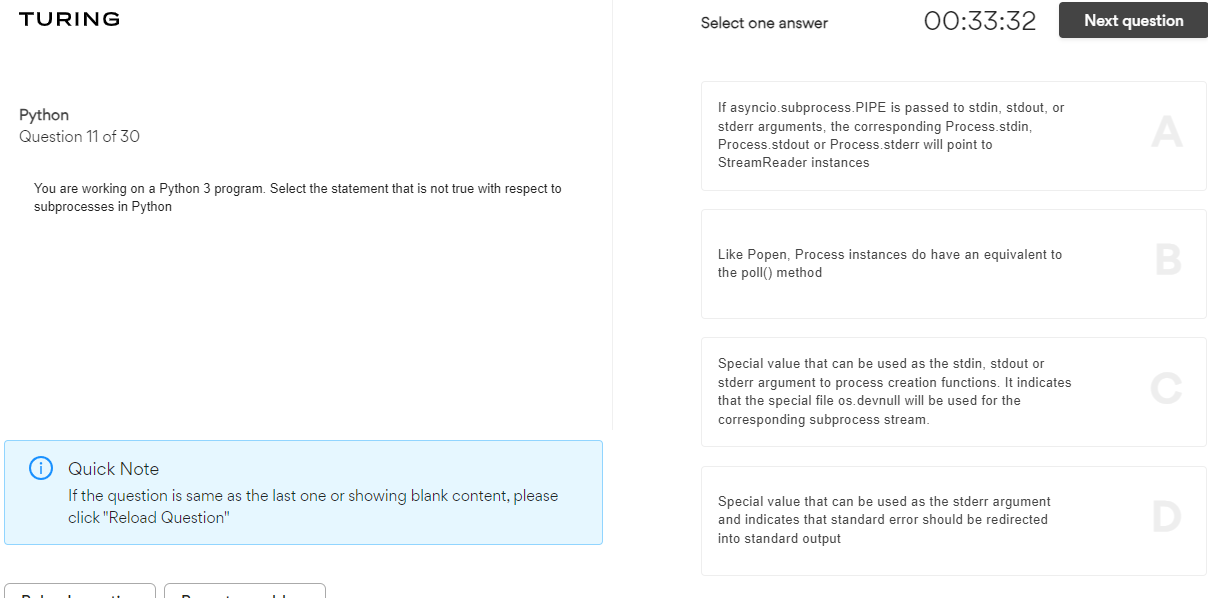 TURING
Select one answer
00:33:32
Next question
Python
Question 11 of 30
You are working on a Python 3 program. Select the statement that is not true with respect to
subprocesses in Python
If asyncio.subprocess.PIPE is passed to stdin, stdout, or
stderr arguments, the corresponding Process.stdin,
Process.stdout or Process.stderr will point to
StreamReader instances
A
Like Popen, Process instances do have an equivalent to
the poll() method
B
Special value that can be used as the stdin, stdout or
stderr argument to process creation functions. It indicates
that the special file os.devnull will be used for the
corresponding subprocess stream.
C
Special value that can be used as the stderr argument
and indicates that standard error should be redirected
into standard output
D
Quick Note
If the question is same as the last one or showing blank content, please
click "Reload Question"